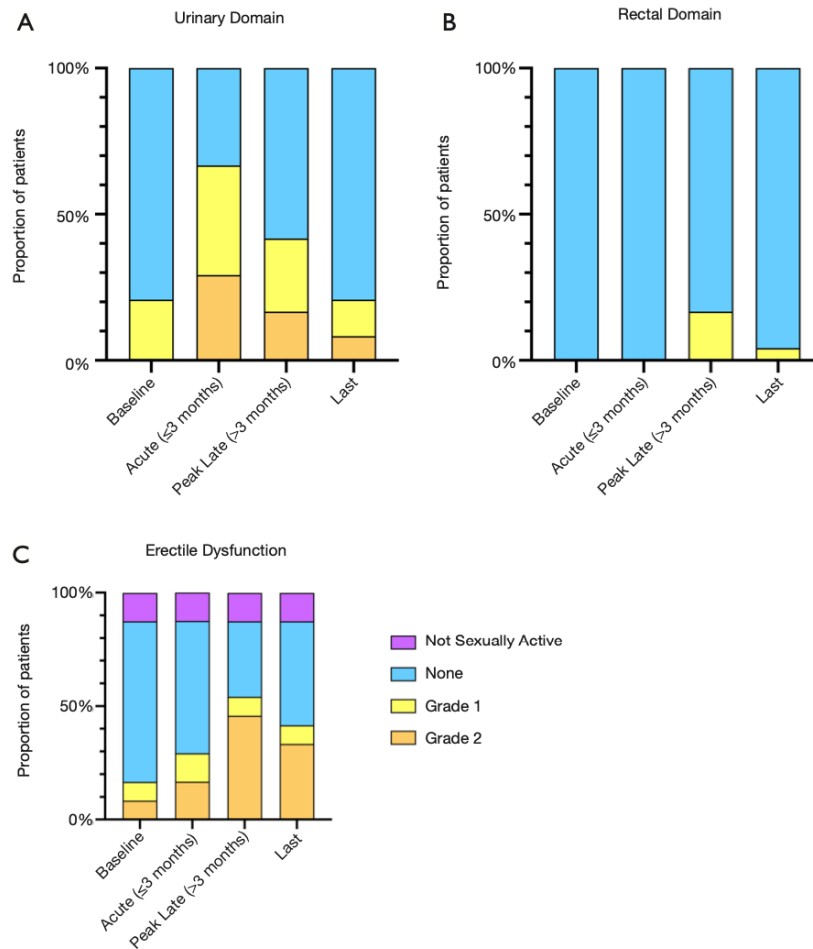 A
Urinary Domain
Proportion of patients
100%
50%
0%
Baseline
Acute (≤3 months)
Peak Late (>3 months)
Last
B
Rectal Domain
Proportion of patients
100%
50%
0%
Baseline
Acute (≤3 months)
Peak Late (>3 months)
Last
C
Erectile Dysfunction
Proportion of patients
100%
50%
0%
Baseline
Acute (≤3 months)
Peak Late (>3 months)
Last
Not Sexually Active
None
Grade 1
Grade 2